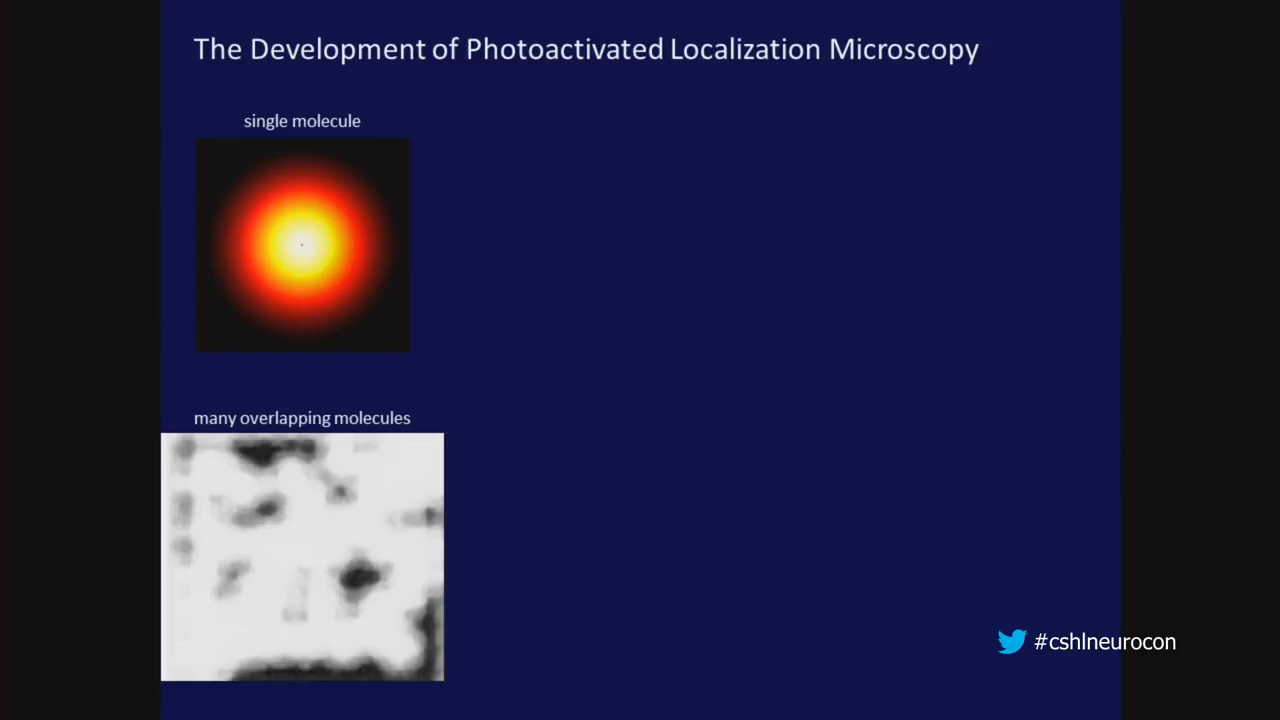 The Development of Photoactivated Localization Microscopy
single molecule
many overlapping molecules
#cshlneurocon